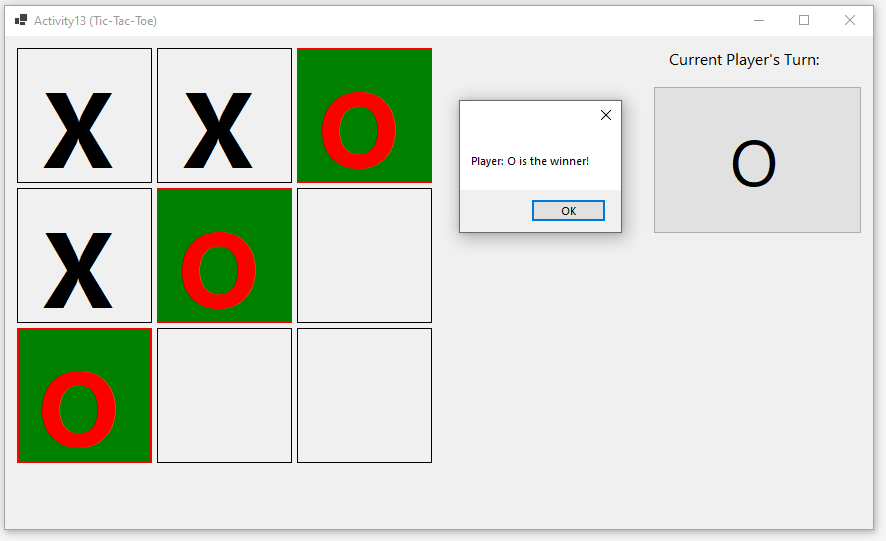 Activity13 (Tic-Tac-Toe)
Current Player's Turn:
X X O
X O
O
Player: O is the winner!
OK
O